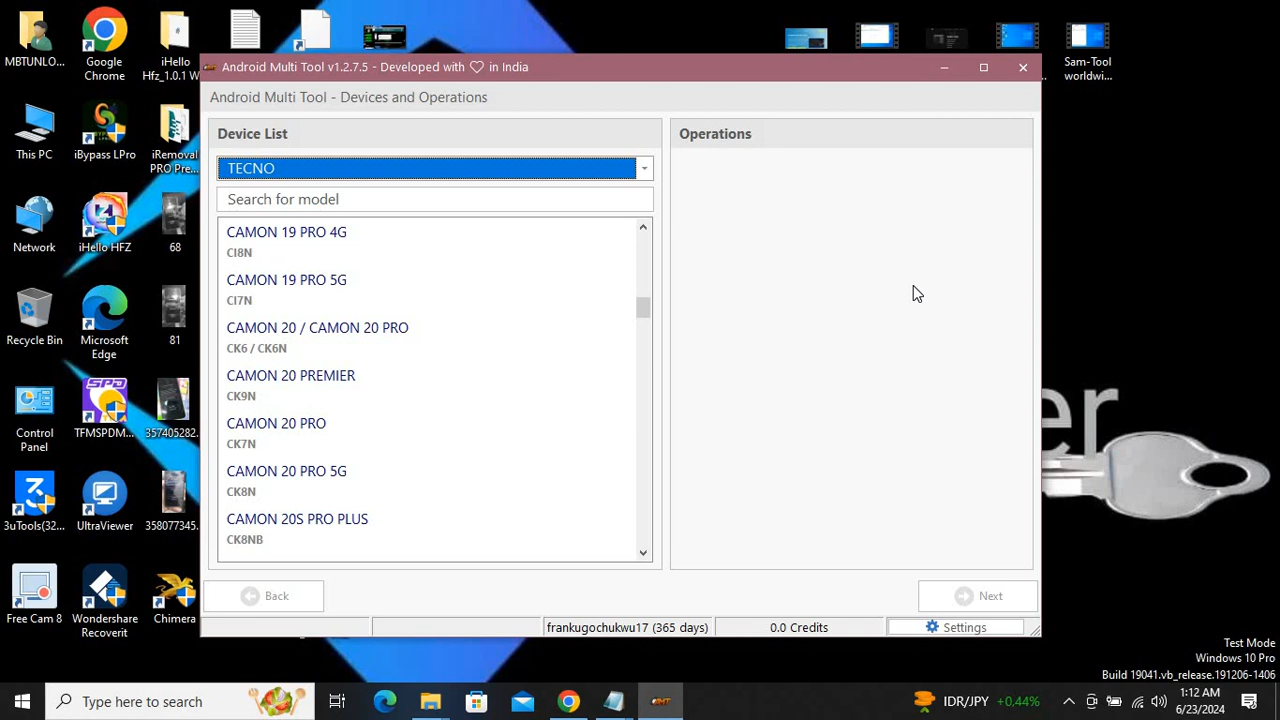 MBTUNLO...
Google
Chrome
iHello
Hfz_1.0.1 W
Sam-Tool
worldwi...
This PC
iBypass LPro
iRemoval
PRO Pre...
Network
iHello HFZ
68
Recycle Bin
Microsoft
Edge
81
Control
Panel
SPD
TFMSPDM...
357405282.
3uTools(32...
UltraViewer
358077345.
Free Cam 8
Wondershare
Recoverit
Chimera
Android Multi Tool v1.2.7.5 - Developed with ♡ in India
Android Multi Tool - Devices and Operations
Device List
TECNO
Search for model
CAMON 19 PRO 4G
CI8N
CAMON 19 PRO 5G
CI7N
CAMON 20 / CAMON 20 PRO
CK6 / CK6N
CAMON 20 PREMIER
CK9N
CAMON 20 PRO
CK7N
CAMON 20 PRO 5G
CK8N
CAMON 20S PRO PLUS
CK8NB
Operations
Back
Next
frankugochukwu17 (365 days)
0.0 Credits
Settings
er
Test Mode
Windows 10 Pro
Build 19041.vb_release.191206-1406
Type here to search
IDR/JPY
+0.44%
1:12 AM
6/23/2024